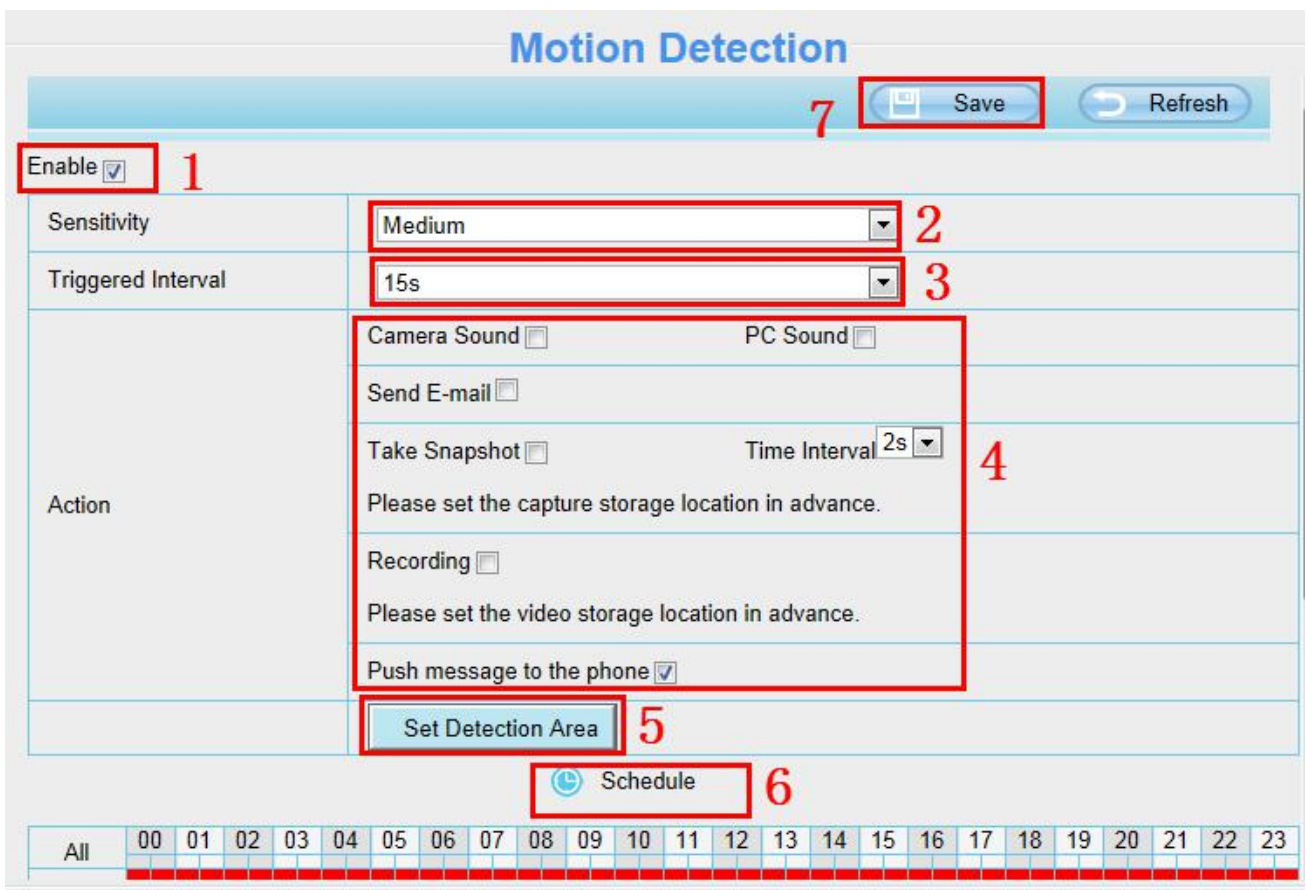 Motion Detection
7 Save Refresh
Enable 1
Sensitivity Medium 2
Triggered Interval 15s 3
Camera Sound PC Sound
Send E-mail
Take Snapshot Time Interval 2s 4
Action Please set the capture storage location in advance.
Recording
Please set the video storage location in advance.
Push message to the phone
Set Detection Area 5
Schedule 6
All 00 01 02 03 04 05 06 07 08 09 10 11 12 13 14 15 16 17 18 19 20 21 22 23